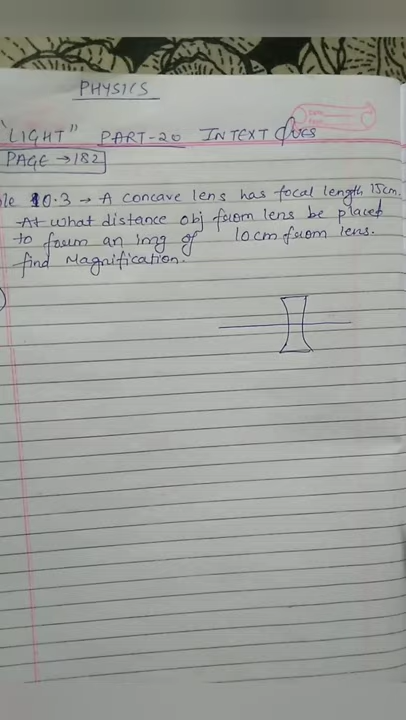 PHYSICS
"LIGHT" PART-20 INTEXT Ques
PAGE → 182
ple 10.3 → A concave lens has focal length 15cm.
At what distance obj from lens be placed
to form an img of 10cm from lens.
find Magnification.